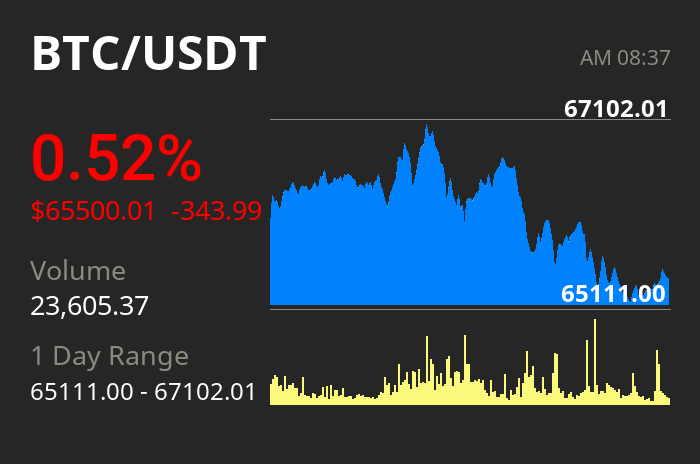 BTC/USDT
AM 08:37
67102.01
0.52%
$65500.01 -343.99
Volume
23,605.37
65111.00
1 Day Range
65111.00 - 67102.01